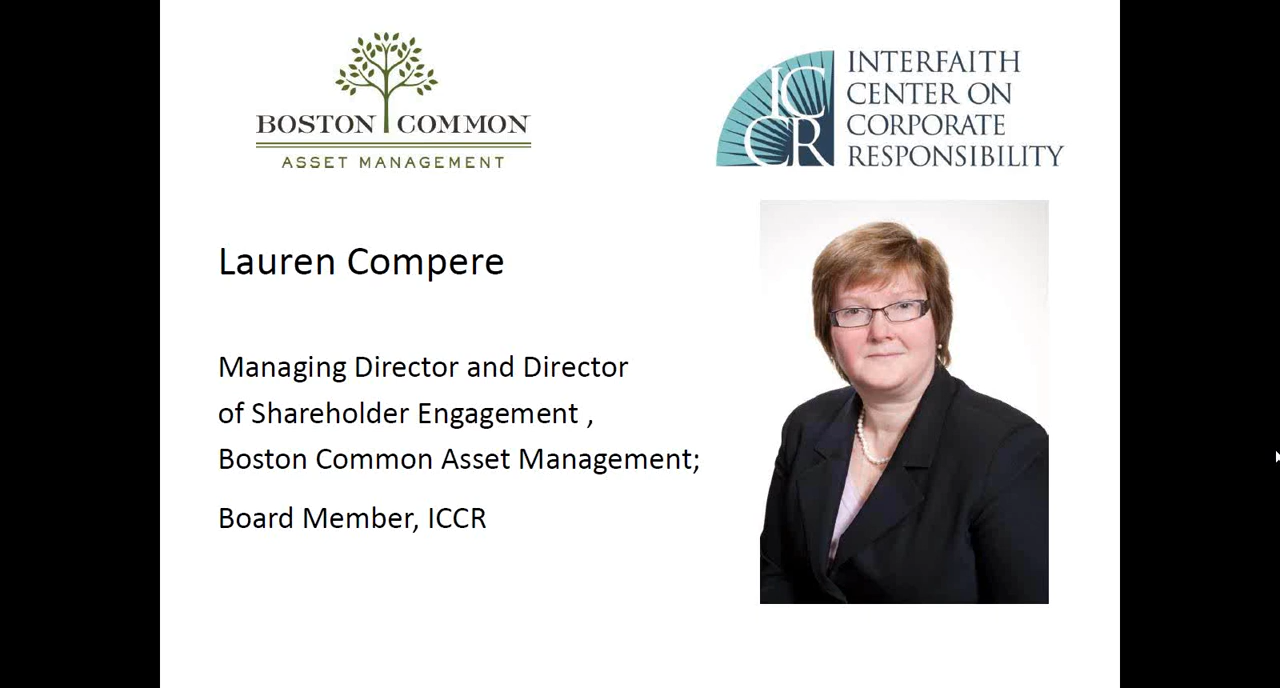 BOSTON COMMON
ASSET MANAGEMENT
ICCR
INTERFAITH
CENTER ON
CORPORATE
RESPONSIBILITY
Lauren Compere
Managing Director and Director
of Shareholder Engagement ,
Boston Common Asset Management;
Board Member, ICCR